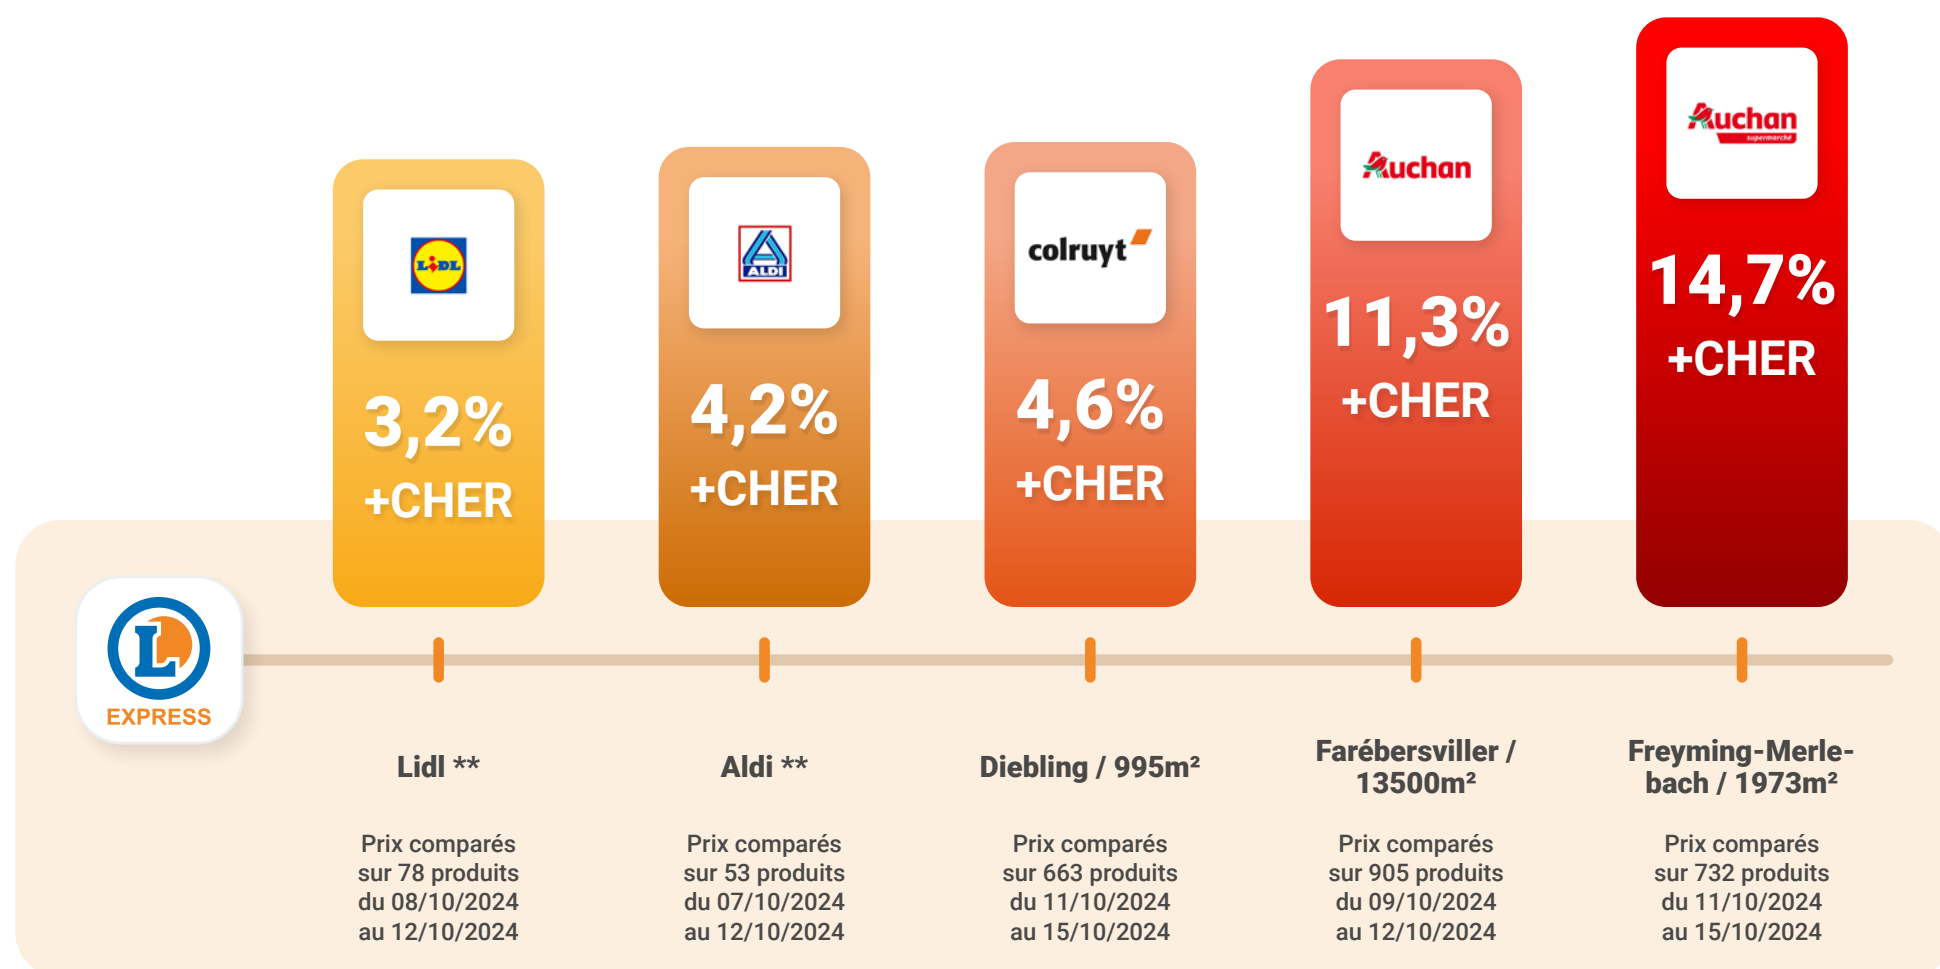 LIDL
3,2%
+CHER
ALDI
4,2%
+CHER
colruyt
4,6%
+CHER
Auchan
11,3%
+CHER
Auchan
supermarché
14,7%
+CHER
L
EXPRESS
Lidl **
Prix comparés
sur 78 produits
du 08/10/2024
au 12/10/2024
Aldi **
Prix comparés
sur 53 produits
du 07/10/2024
au 12/10/2024
Diebling / 995m²
Prix comparés
sur 663 produits
du 11/10/2024
au 15/10/2024
Farébersviller /
13500m²
Prix comparés
sur 905 produits
du 09/10/2024
au 12/10/2024
Freyming-Merle-
bach / 1973m²
Prix comparés
sur 732 produits
du 11/10/2024
au 15/10/2024